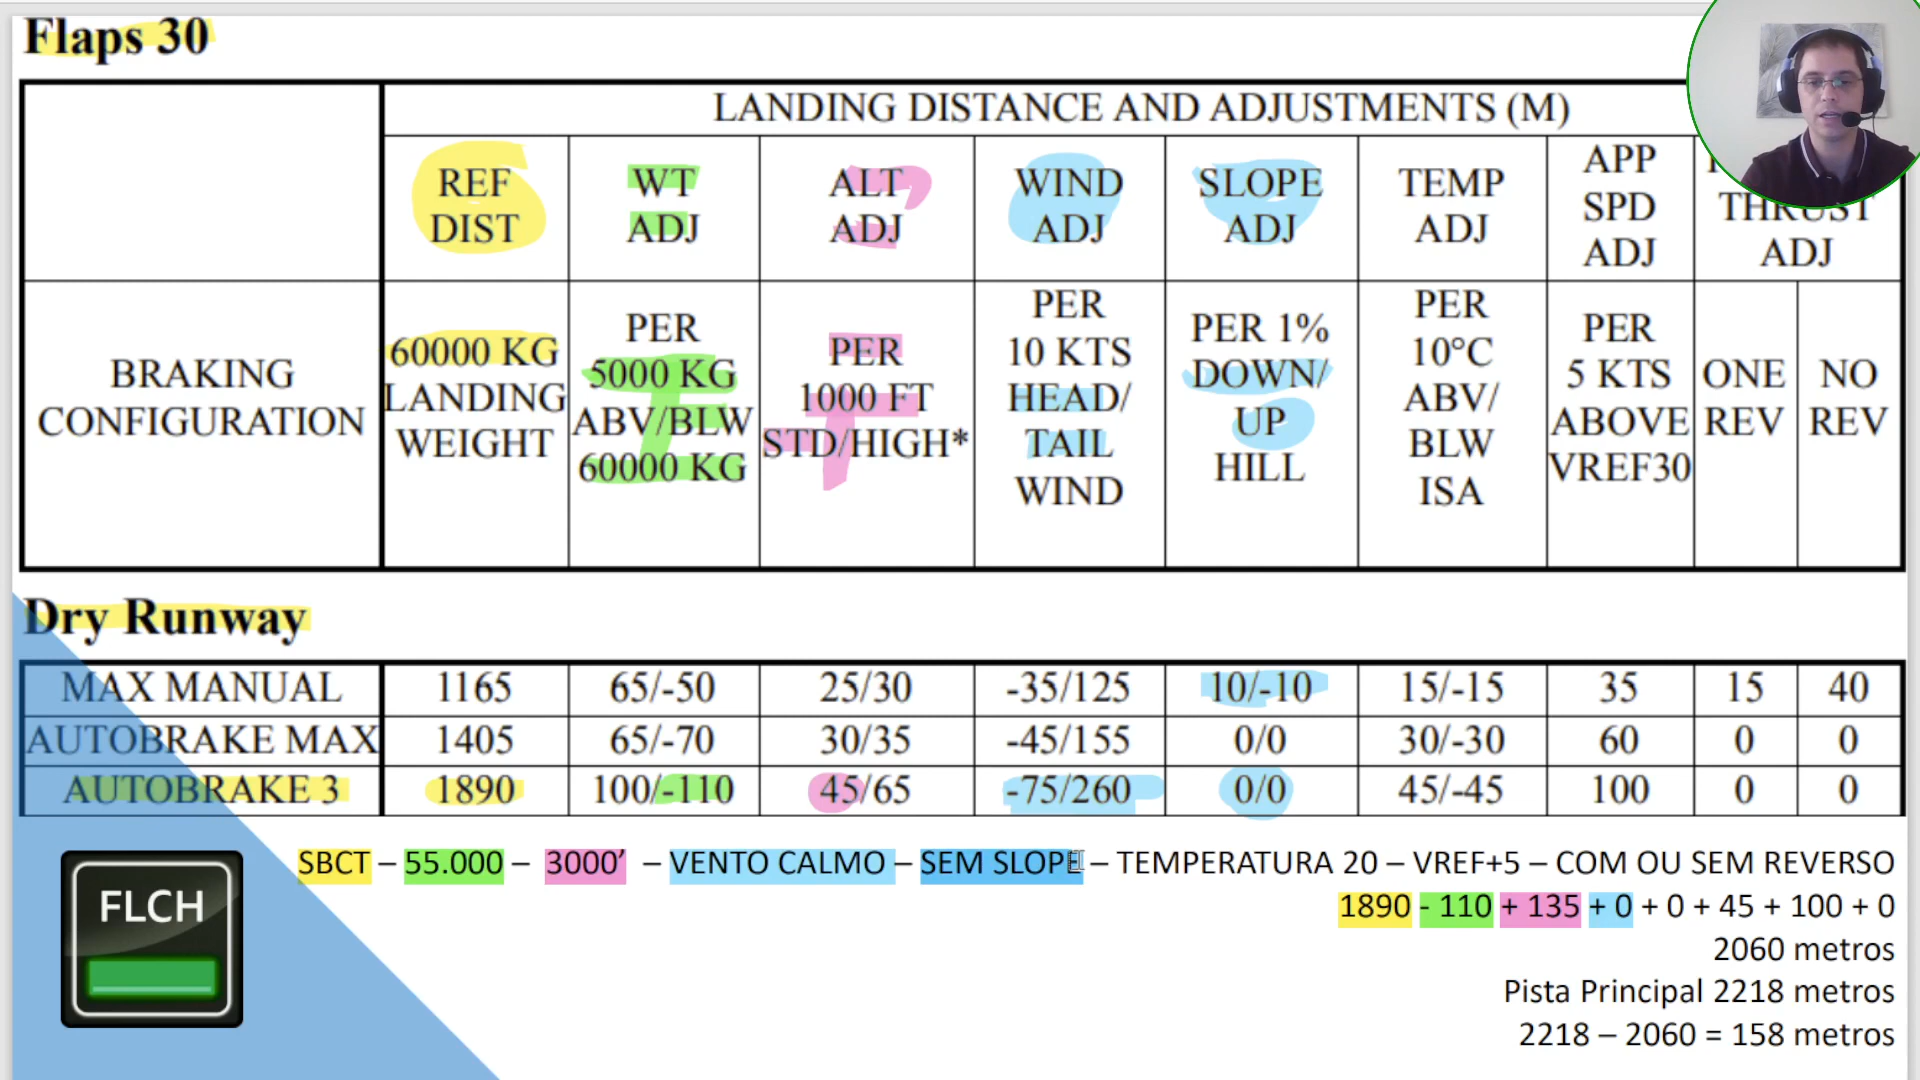 Flaps 30
LANDING DISTANCE AND ADJUSTMENTS (M)
REF DIST
WT ADJ
ALT ADJ
WIND ADJ
SLOPE ADJ
TEMP ADJ
APP SPD ADJ
THRUST ADJ
BRAKING CONFIGURATION
60000 KG LANDING WEIGHT
PER 5000 KG ABV/BLW 60000 KG
PER 1000 FT STD/HIGH*
PER 10 KTS HEAD/ TAIL WIND
PER 1% DOWN/ UP HILL
PER 10°C ABV/ BLW ISA
PER 5 KTS ABOVE VREF30
ONE REV
NO REV
Dry Runway
MAX MANUAL 1165 65/-50 25/30 -35/125 10/-10 15/-15 35 15 40
AUTOBRAKE MAX 1405 65/-70 30/35 -45/155 0/0 30/-30 60 0 0
AUTOBRAKE 3 1890 100/-110 45/65 -75/260 0/0 45/-45 100 0 0
SBCT – 55.000 – 3000’ – VENTO CALMO – SEM SLOPE – TEMPERATURA 20 – VREF+5 – COM OU SEM REVERSO
1890 - 110 + 135 + 0 + 0 + 45 + 100 + 0
2060 metros
Pista Principal 2218 metros
2218 – 2060 = 158 metros
FLCH